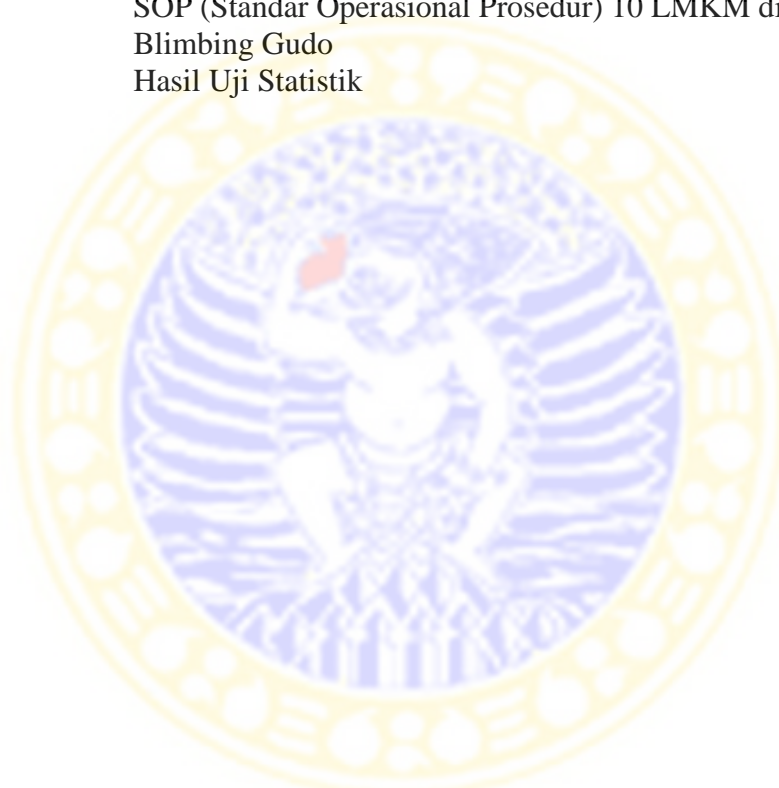 SOP (Standar Operasional Prosedur) 10 LMKM di
Blimbing Gudo
Hasil Uji Statistik